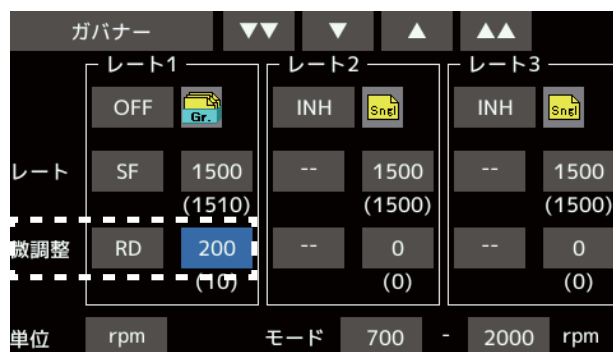 ガバナー ▼▼ ▼ ▲ ▲▲
レート1 レート2 レート3
OFF Gr. INH Sngl INH Sngl
レート SF 1500 -- 1500 -- 1500
(1510) (1500) (1500)
微調整 RD 200 -- 0 -- 0
(10) (0) (0)
単位 rpm モード 700 - 2000 rpm